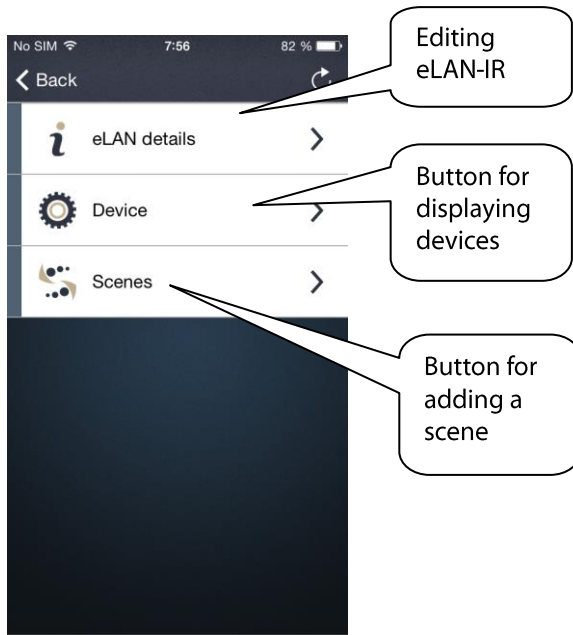 No SIM 7:56 82 %
Back
eLAN details
Device
Scenes
Editing
eLAN-IR
Button for
displaying
devices
Button for
adding a
scene